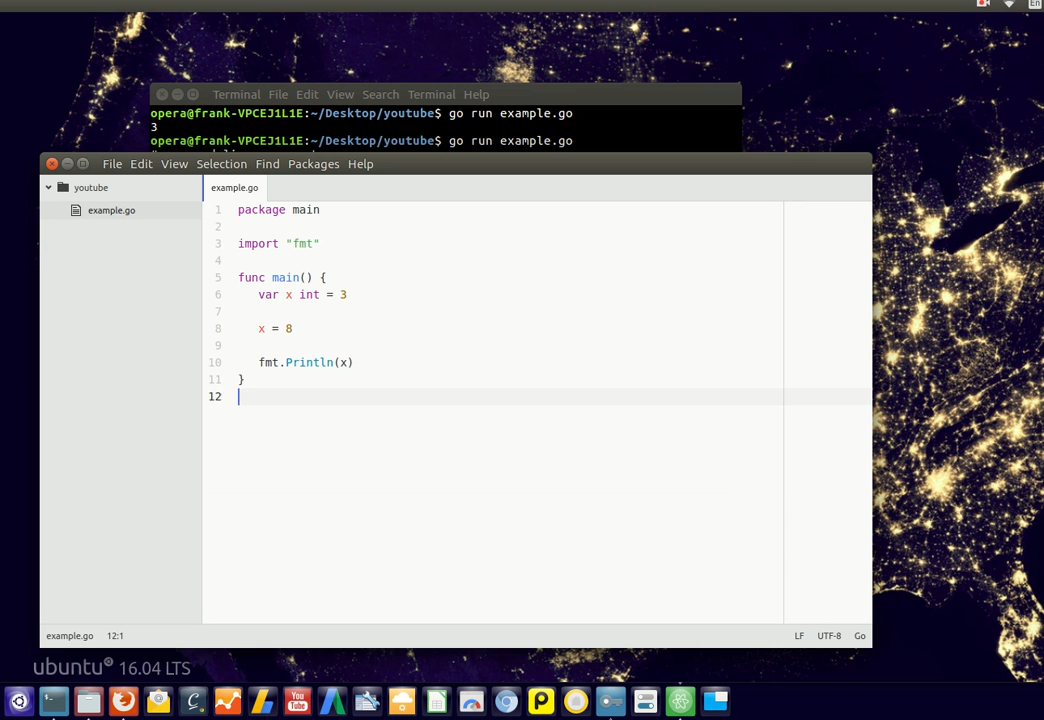 En
Terminal File Edit View Search Terminal Help
opera@frank-VPCEJ1L1E:~/Desktop/youtube$ go run example.go
3
opera@frank-VPCEJ1L1E:~/Desktop/youtube$ go run example.go
File Edit View Selection Find Packages Help
youtube
example.go
example.go
1 package main
2
3 import "fmt"
4
5 func main() {
6 var x int = 3
7
8 x = 8
9
10 fmt.Println(x)
11 }
12
example.go 12:1 LF UTF-8 Go
ubuntu® 16.04 LTS
You Tube